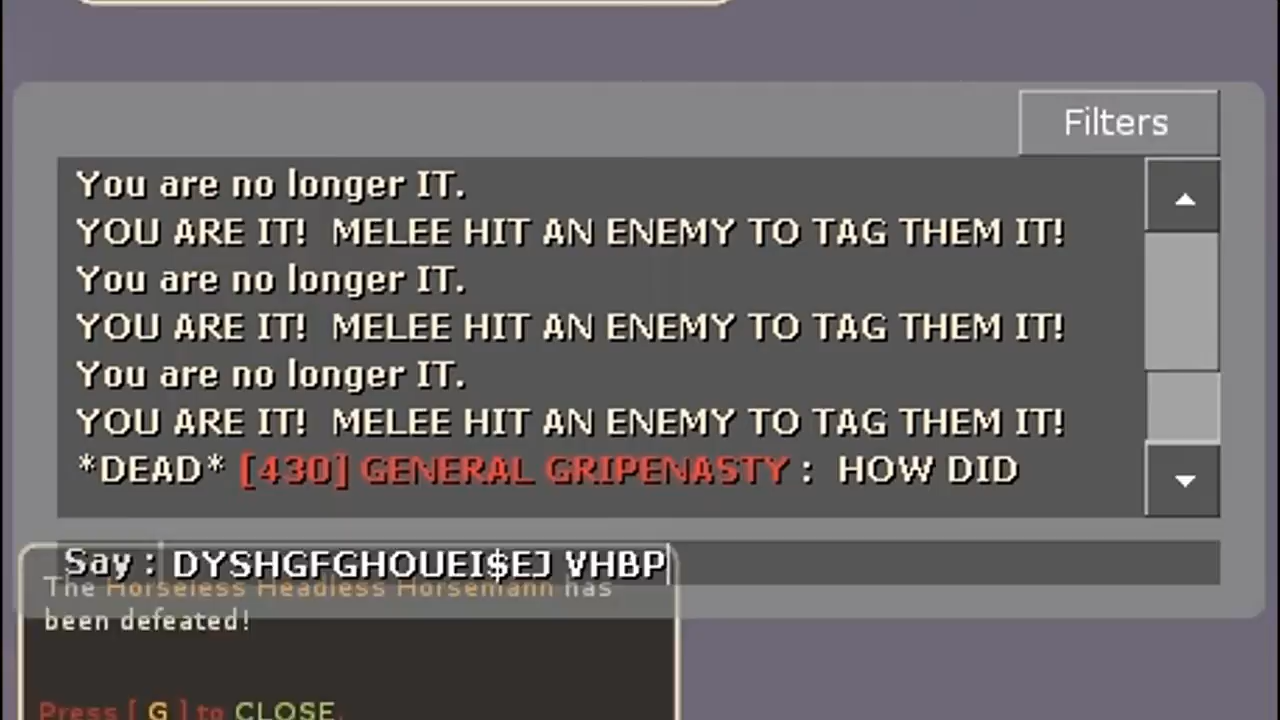 Filters
You are no longer IT.
YOU ARE IT!  MELEE HIT AN ENEMY TO TAG THEM IT!
You are no longer IT.
YOU ARE IT!  MELEE HIT AN ENEMY TO TAG THEM IT!
You are no longer IT.
YOU ARE IT!  MELEE HIT AN ENEMY TO TAG THEM IT!
*DEAD* [430] GENERAL GRIPENASTY :  HOW DID
Say : DYSHGFGHOUEI$EJ VHBP
The Horseless Headless Horsemann has
been defeated!
Press [ G ] to CLOSE.